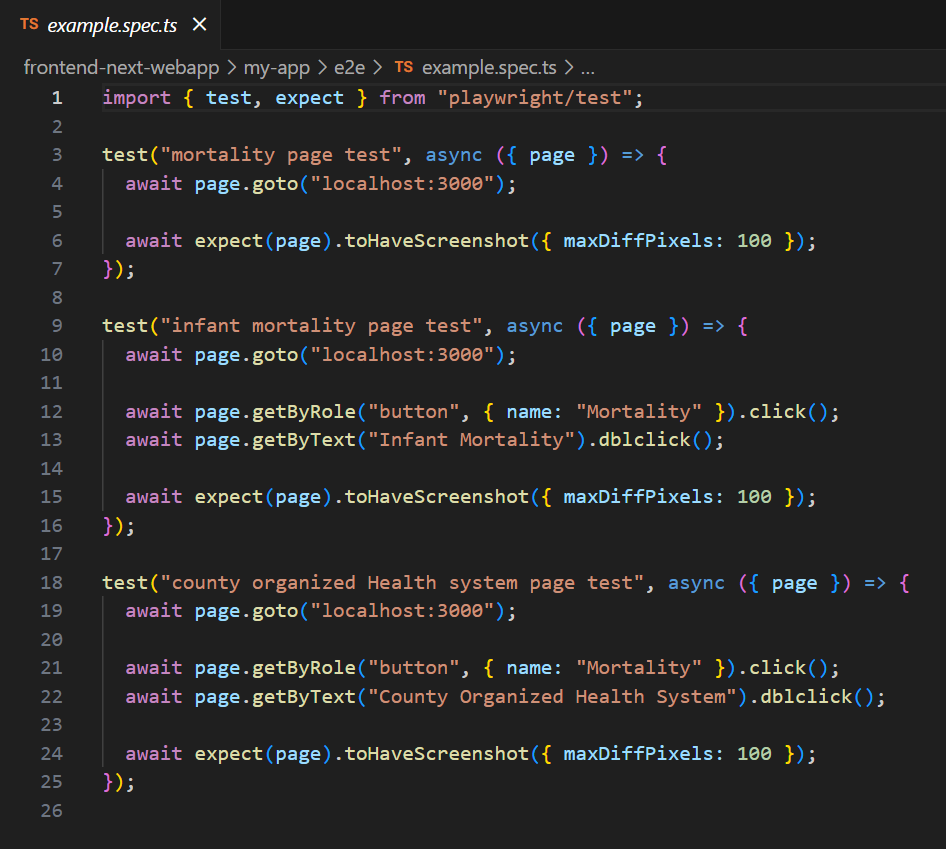 TS example.spec.ts ×
frontend-next-webapp > my-app > e2e > TS example.spec.ts > ...
1 import { test, expect } from "playwright/test";
2
3 test("mortality page test", async ({ page }) => {
4   await page.goto("localhost:3000");
5
6   await expect(page).toHaveScreenshot({ maxDiffPixels: 100 });
7 });
8
9 test("infant mortality page test", async ({ page }) => {
10   await page.goto("localhost:3000");
11
12   await page.getByRole("button", { name: "Mortality" }).click();
13   await page.getByText("Infant Mortality").dblclick();
14
15   await expect(page).toHaveScreenshot({ maxDiffPixels: 100 });
16 });
17
18 test("county organized Health system page test", async ({ page }) => {
19   await page.goto("localhost:3000");
20
21   await page.getByRole("button", { name: "Mortality" }).click();
22   await page.getByText("County Organized Health System").dblclick();
23
24   await expect(page).toHaveScreenshot({ maxDiffPixels: 100 });
25 });
26